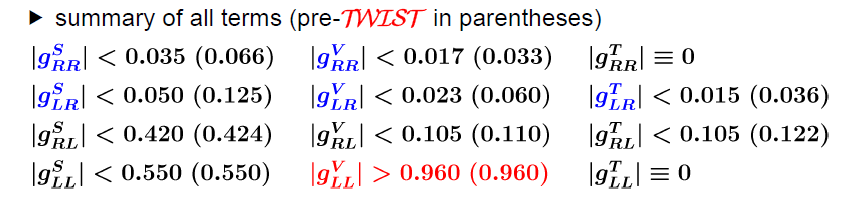 ▶ summary of all terms (pre-TWIST in parentheses)
|g^S_RR| < 0.035 (0.066) |g^V_RR| < 0.017 (0.033) |g^T_RR| ≡ 0
|g^S_LR| < 0.050 (0.125) |g^V_LR| < 0.023 (0.060) |g^T_LR| < 0.015 (0.036)
|g^S_RL| < 0.420 (0.424) |g^V_RL| < 0.105 (0.110) |g^T_RL| < 0.105 (0.122)
|g^S_LL| < 0.550 (0.550) |g^V_LL| > 0.960 (0.960) |g^T_LL| ≡ 0